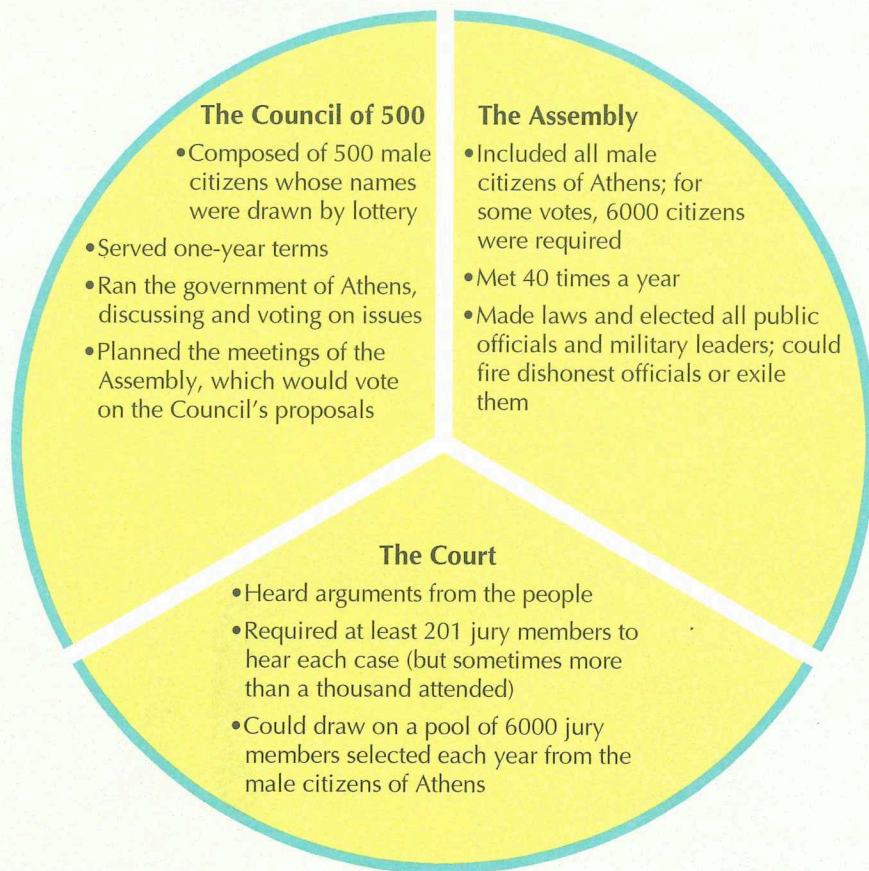 The Council of 500
•Composed of 500 male
citizens whose names
were drawn by lottery
•Served one-year terms
•Ran the government of Athens,
discussing and voting on issues
•Planned the meetings of the
Assembly, which would vote
on the Council's proposals
The Assembly
•Included all male
citizens of Athens; for
some votes, 6000 citizens
were required
•Met 40 times a year
•Made laws and elected all public
officials and military leaders; could
fire dishonest officials or exile
them
The Court
•Heard arguments from the people
•Required at least 201 jury members to
hear each case (but sometimes more
than a thousand attended)
•Could draw on a pool of 6000 jury
members selected each year from the
male citizens of Athens